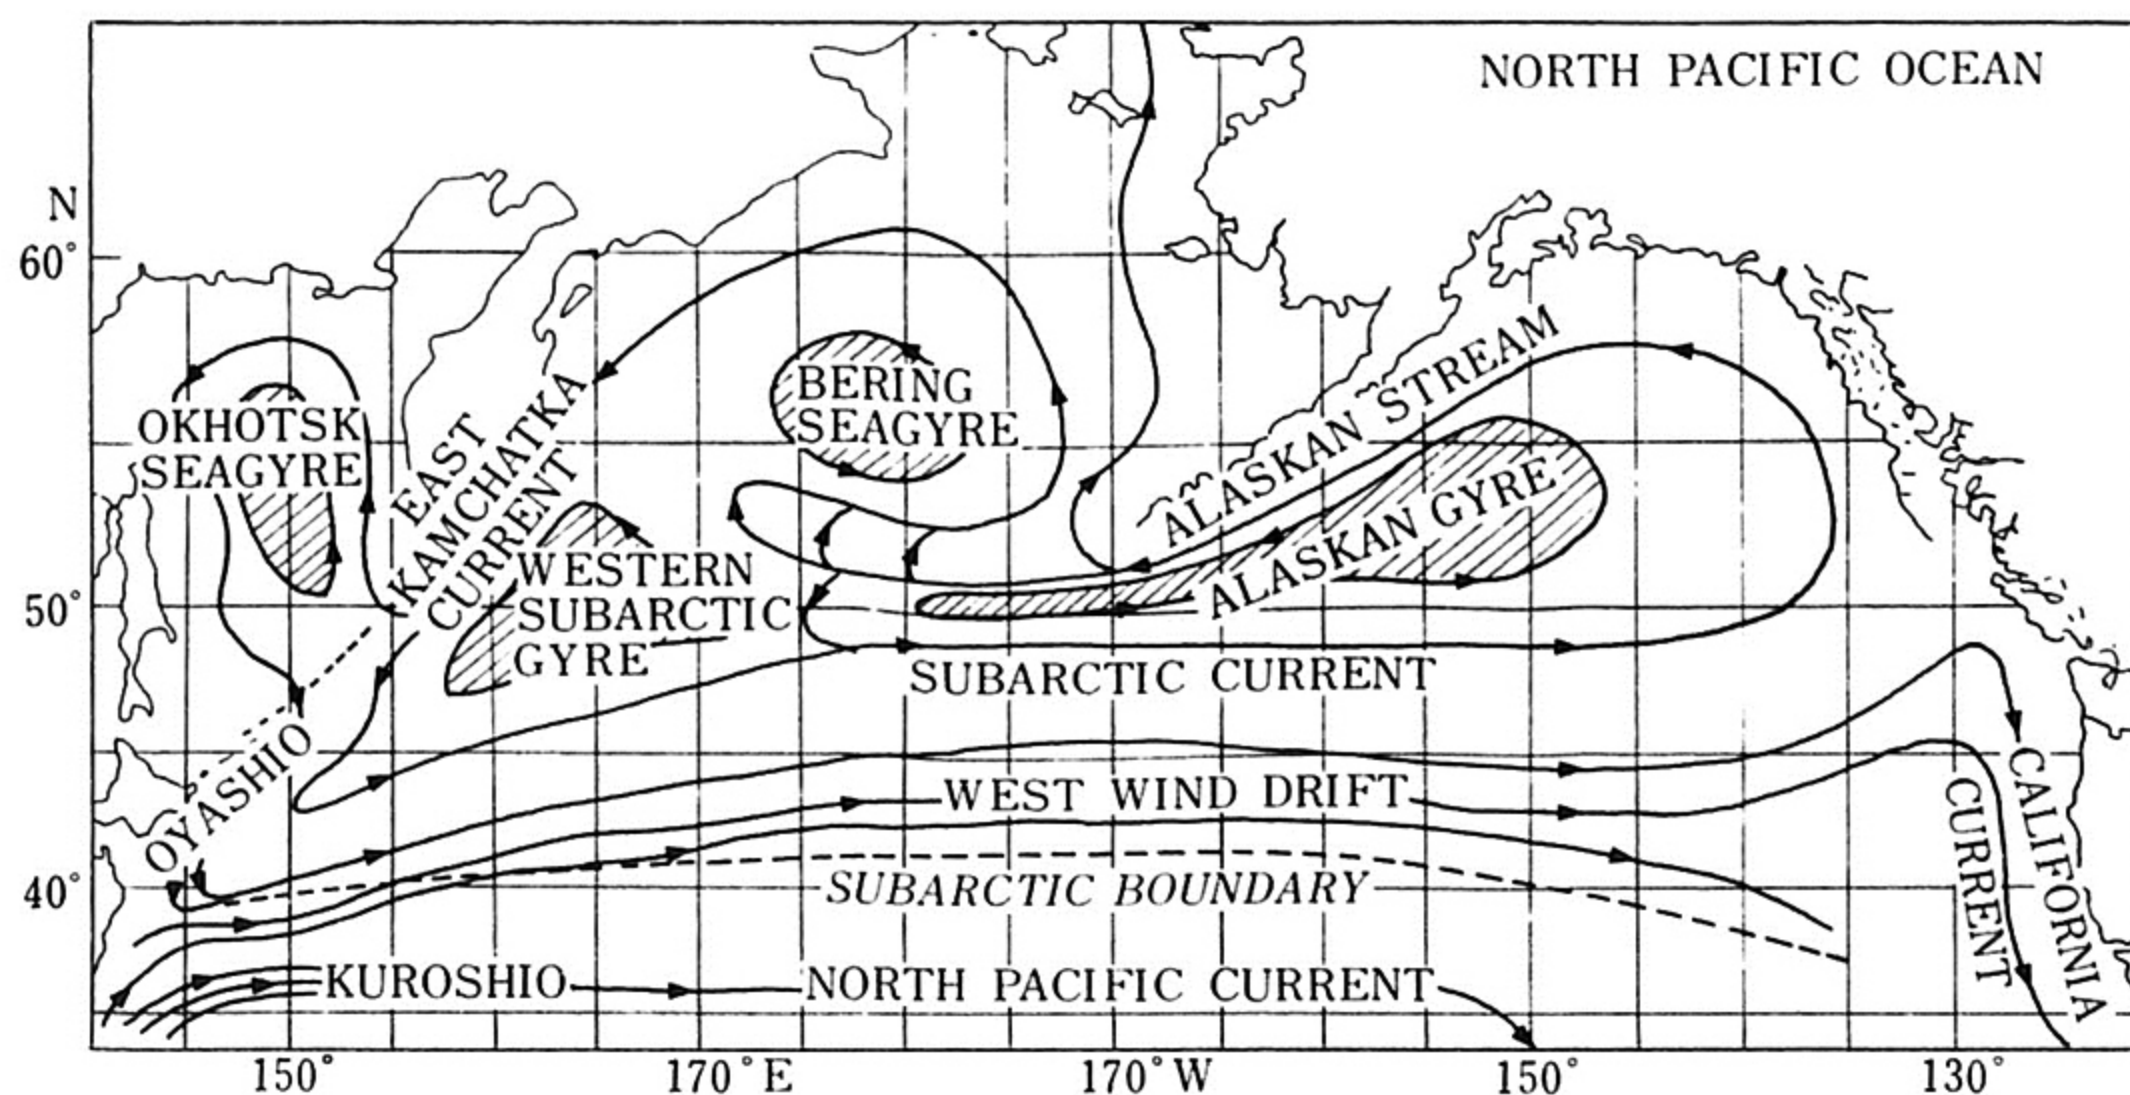 NORTH PACIFIC OCEAN
N
60°
50°
40°
OKHOTSK
SEAGYRE
EAST
KAMCHATKA
CURRENT
BERING
SEAGYRE
ALASKAN STREAM
ALASKAN GYRE
WESTERN
SUBARCTIC
GYRE
SUBARCTIC CURRENT
OYASHIO
WEST WIND DRIFT
SUBARCTIC BOUNDARY
CALIFORNIA
CURRENT
KUROSHIO
NORTH PACIFIC CURRENT
150°
170°E
170°W
150°
130°